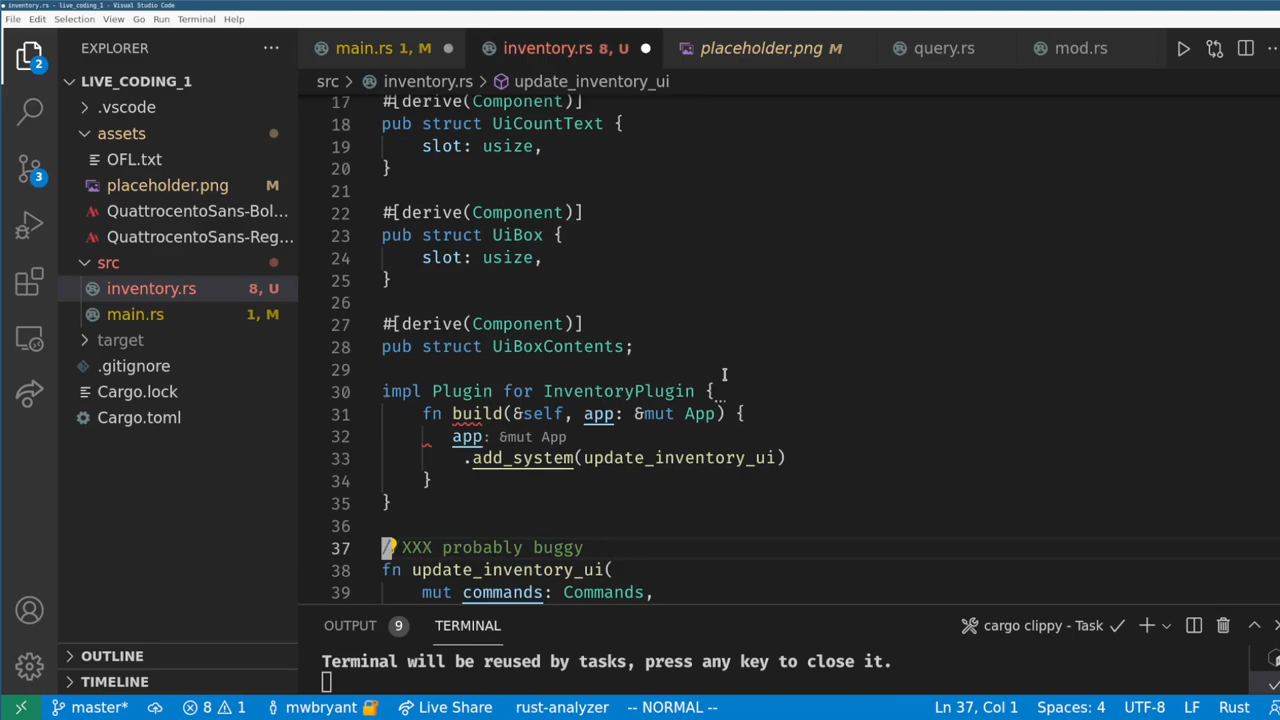 inventory.rs - live_coding_1 - Visual Studio Code
File Edit Selection View Go Run Terminal Help
EXPLORER
main.rs 1, M
inventory.rs 8, U
placeholder.png M
query.rs
mod.rs
LIVE_CODING_1
src > inventory.rs > update_inventory_ui
.vscode
assets
OFL.txt
placeholder.png M
QuattrocentoSans-Bol...
QuattrocentoSans-Reg...
src
inventory.rs 8, U
main.rs 1, M
target
.gitignore
Cargo.lock
Cargo.toml
OUTLINE
TIMELINE
2
3
17 #[derive(Component)]
18 pub struct UiCountText {
19 slot: usize,
20 }
21
22 #[derive(Component)]
23 pub struct UiBox {
24 slot: usize,
25 }
26
27 #[derive(Component)]
28 pub struct UiBoxContents;
29
30 impl Plugin for InventoryPlugin {
31 fn build(&self, app: &mut App) {
32 app: &mut App
33 .add_system(update_inventory_ui)
34 }
35 }
36
37 / XXX probably buggy
38 fn update_inventory_ui(
39 mut commands: Commands,
OUTPUT 9 TERMINAL
cargo clippy - Task
Terminal will be reused by tasks, press any key to close it.
master* 8 1 mwbryant Live Share rust-analyzer -- NORMAL -- Ln 37, Col 1 Spaces: 4 UTF-8 LF Rust